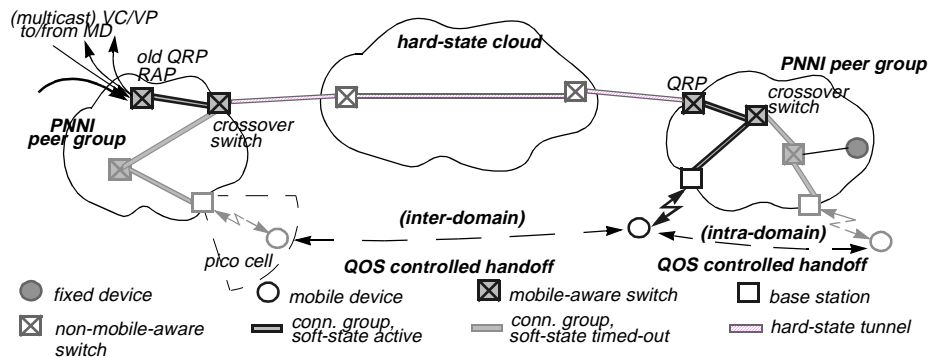 (multicast) VC/VP
to/from MD
old QRP
RAP
hard-state cloud
QRP
PNNI peer group
crossover
switch
PNNI
peer group
crossover
switch
(inter-domain)
(intra-domain)
pico cell
QOS controlled handoff
QOS controlled handoff
fixed device
mobile device
mobile-aware switch
base station
non-mobile-aware
switch
conn. group,
soft-state active
conn. group,
soft-state timed-out
hard-state tunnel